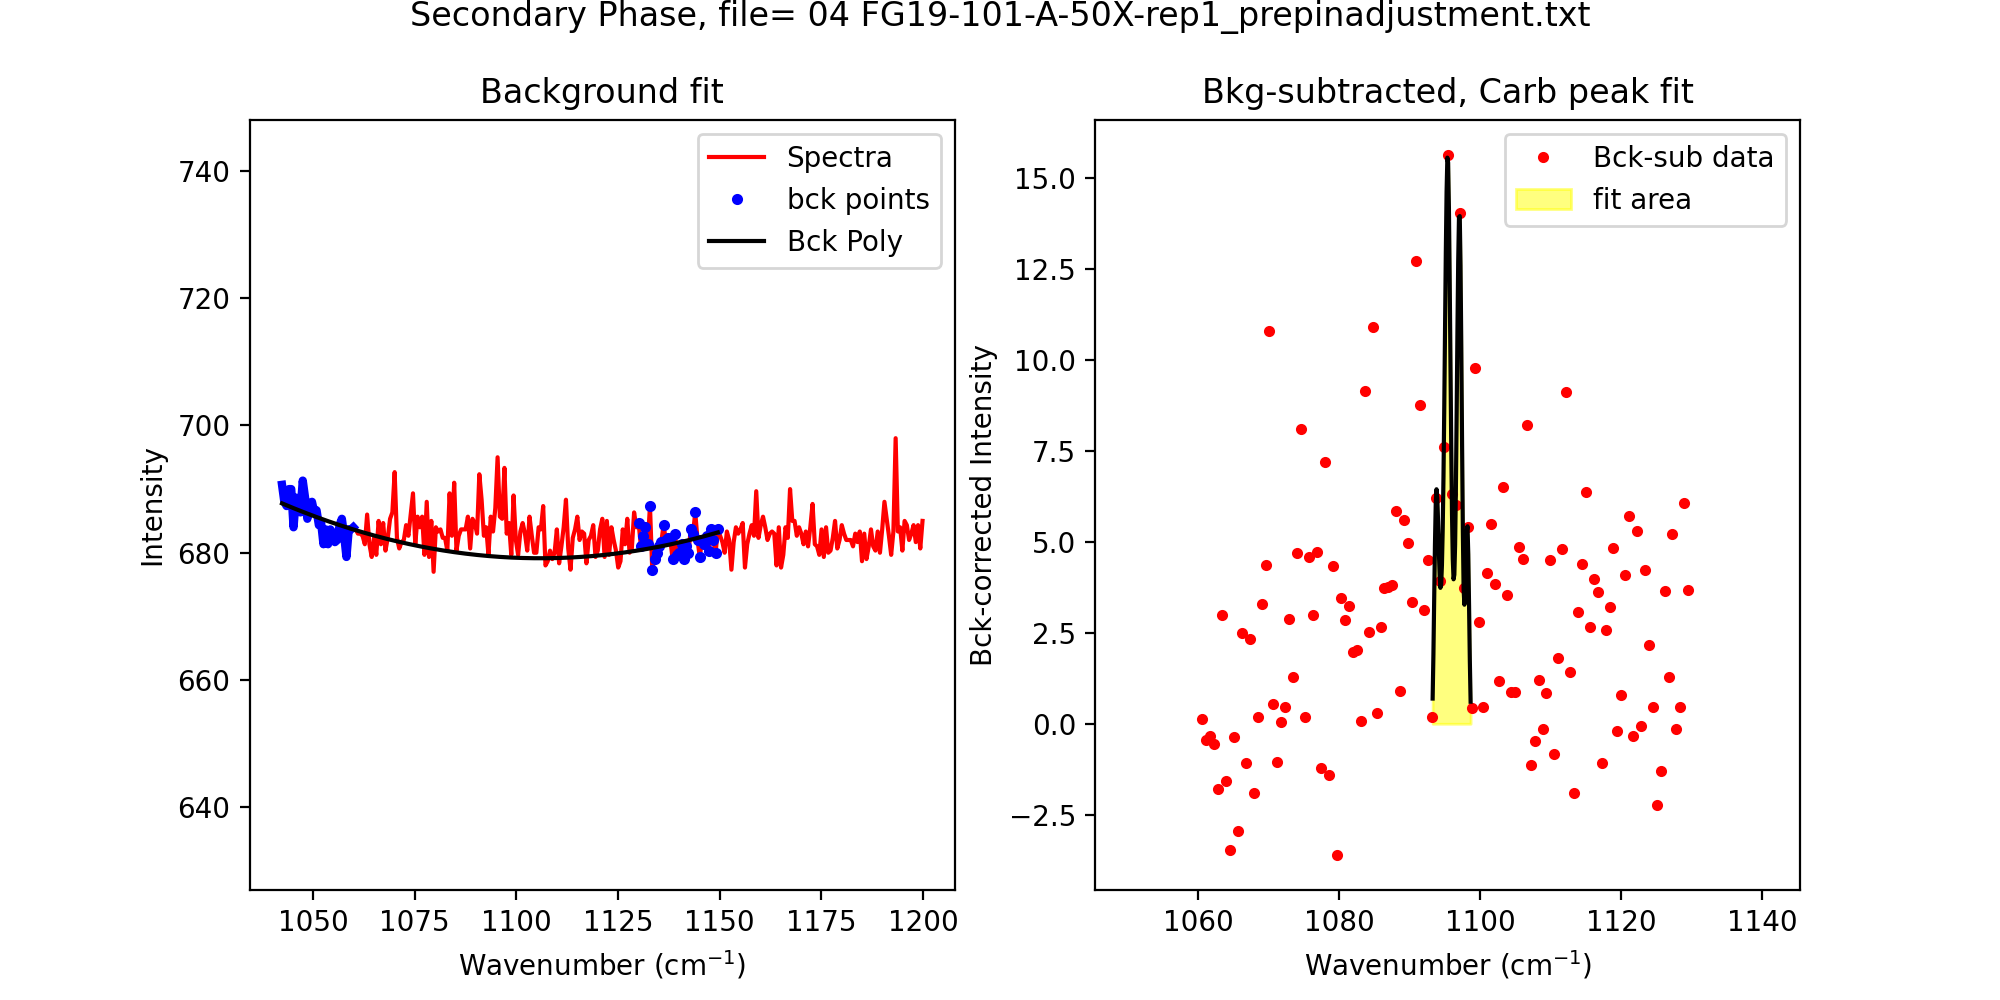 Secondary Phase, file= 04 FG19-101-A-50X-rep1_prepinadjustment.txt
Background fit
Spectra
bck points
Bck Poly
740
720
700
680
660
640
Intensity
1050 1075 1100 1125 1150 1175 1200
Wavenumber (cm⁻¹)
Bkg-subtracted, Carb peak fit
Bck-sub data
fit area
15.0
12.5
10.0
7.5
5.0
2.5
0.0
−2.5
Bck-corrected Intensity
1060 1080 1100 1120 1140
Wavenumber (cm⁻¹)